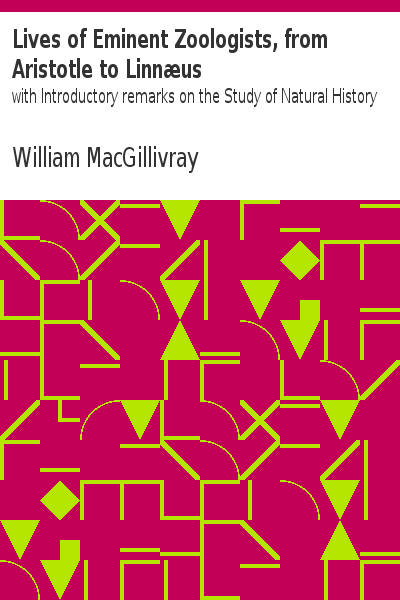 Lives of Eminent Zoologists, from
Aristotle to Linnæus
with Introductory remarks on the Study of Natural History
William MacGillivray